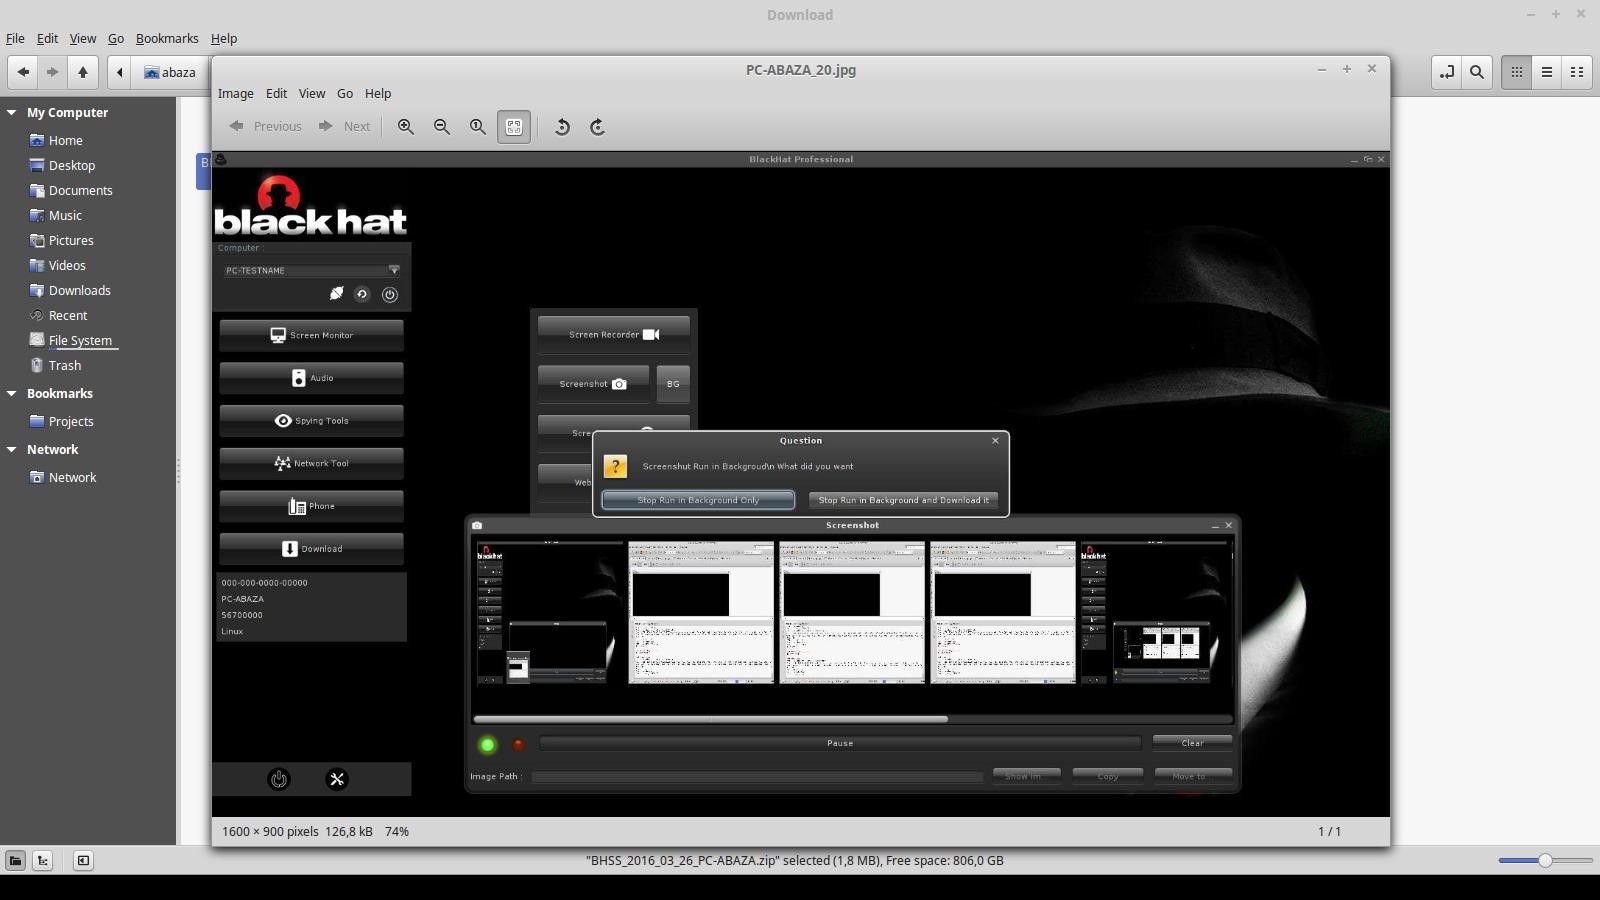 Download
File Edit View Go Bookmarks Help
abaza
PC-ABAZA_20.jpg
Image Edit View Go Help
Previous Next
My Computer
Home
Desktop
Documents
Music
Pictures
Videos
Downloads
Recent
File System
Trash
Bookmarks
Projects
Network
Network
B
BlackHat Professional
black hat
Computer :
PC-TESTNAME
Screen Monitor
Audio
Spying Tools
Network Tool
Phone
Download
000-000-0000-00000
PC-ABAZA
56700000
Linux
Screen Recorder
Screenshot
BG
Scre
Web
Question
Screenshut Run in Backgroud\n What did you want
Stop Run in Background Only
Stop Run in Background and Download it
Screenshot
Pause
Clear
Image Path :
Show Im...
Copy
Move to...
1600 × 900 pixels 126,8 kB 74%
1 / 1
"BHSS_2016_03_26_PC-ABAZA.zip" selected (1,8 MB), Free space: 806,0 GB